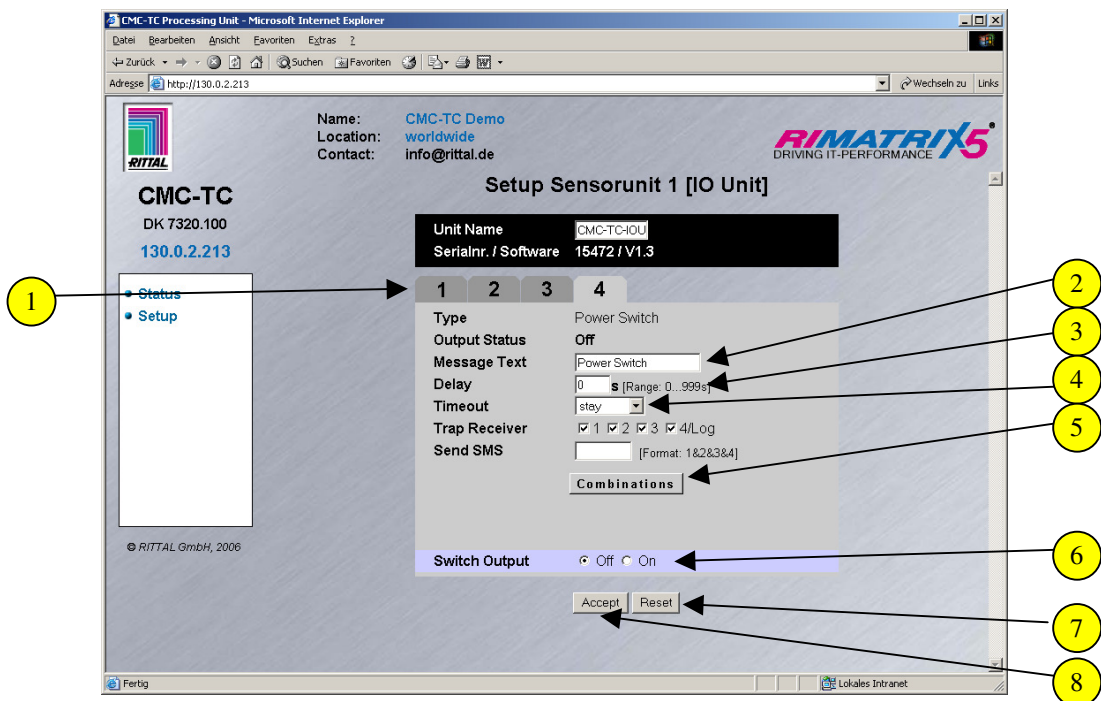 CMC-TC Processing Unit - Microsoft Internet Explorer
Datei Bearbeiten Ansicht Favoriten Extras ?
Zurück Suchen Favoriten
Adresse http://130.0.2.213 Wechseln zu Links
RITTAL
Name: CMC-TC Demo
Location: worldwide
Contact: info@rittal.de
RIMATRIX5
DRIVING IT-PERFORMANCE
CMC-TC
DK 7320.100
130.0.2.213
Setup Sensorunit 1 [IO Unit]
Unit Name CMC-TC-IOU
Serialnr. / Software 15472 / V1.3
1
Status
Setup
1 2 3 4
Type Power Switch
Output Status Off
Message Text Power Switch
Delay 0 s [Range: 0...999s]
Timeout stay
Trap Receiver 1 2 3 4/Log
Send SMS [Format: 1&2&3&4]
Combinations
2
3
4
5
© RITTAL GmbH, 2006
Switch Output Off On
6
Accept Reset
7
8
Fertig Lokales Intranet